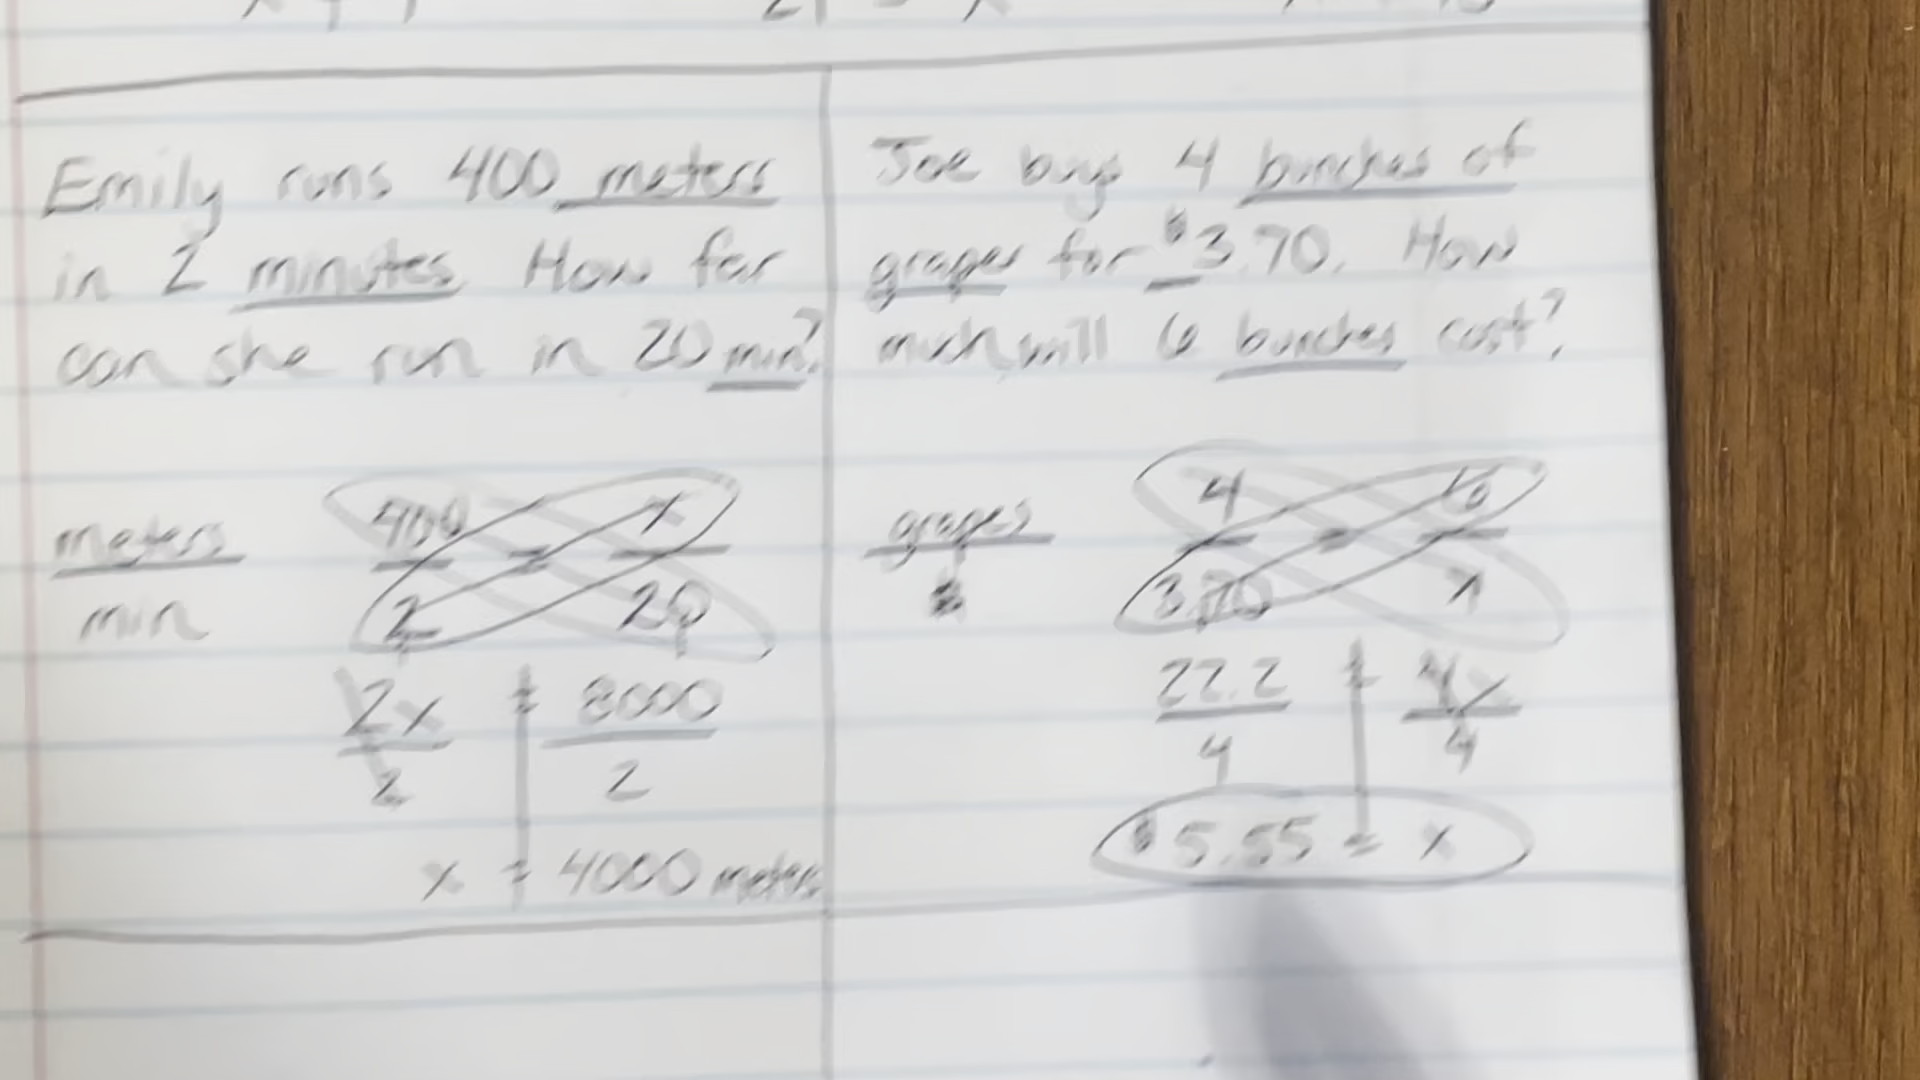 Emily runs 400 meters
in 2 minutes. How far
can she run in 20 min?
meters
min
400 = x
2 20
2x = 8000
2 2
x = 4000 meters
Joe buys 4 bunches of
grapes for $3.70. How
much will 6 bunches cost?
grapes
$
4 = 6
3.70 x
22.2 = 4x
4 4
$5.55 = x